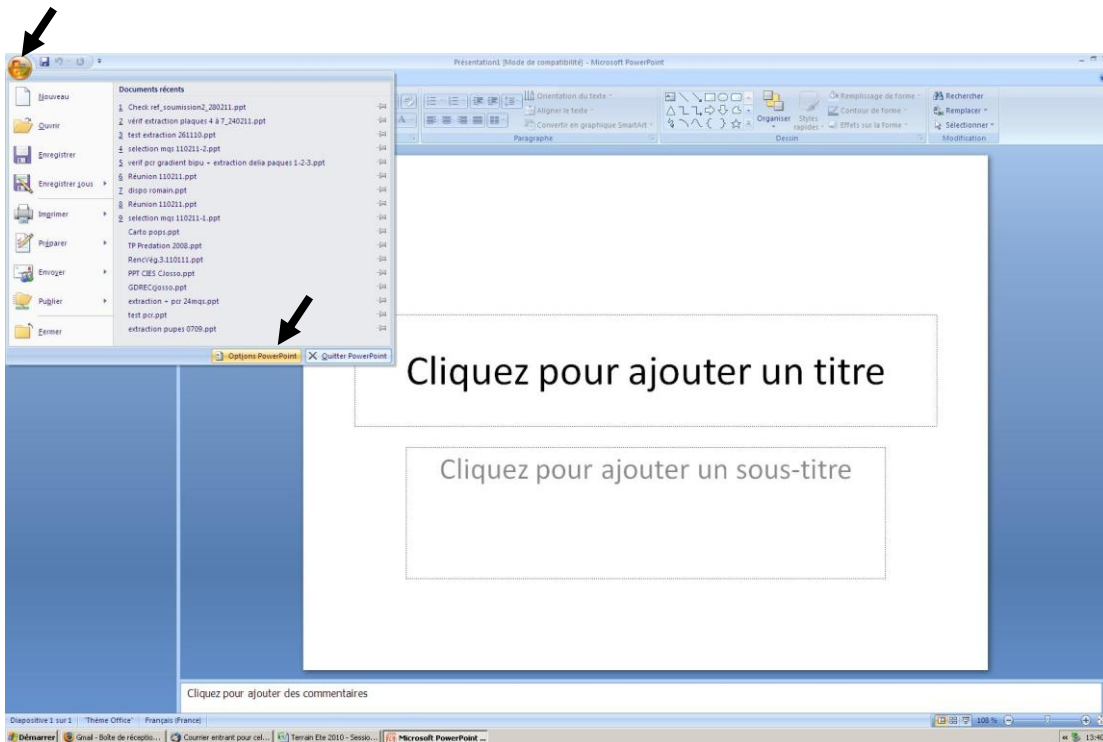 Présentation1 [Mode de compatibilité] - Microsoft PowerPoint
Nouveau
Ouvrir
Enregistrer
Enregistrer sous
Imprimer
Préparer
Envoyer
Publier
Fermer
Documents récents
1 Check ref_soumission2_280211.ppt
2 vérif extraction plaques 4 à 7_240211.ppt
3 test extraction 261110.ppt
4 selection mqs 110211-2.ppt
5 verif pcr gradient bipu + extraction delia paques 1-2-3.ppt
6 Réunion 110211.ppt
7 dispo romain.ppt
8 Réunion 110211.ppt
9 selection mqs 110211-1.ppt
Carto pops.ppt
TP Predation 2008.ppt
RencVég.3.110111.ppt
PPT CIES CJosso.ppt
GDRECcjosso.ppt
extraction + pcr 24mqs.ppt
test pcr.ppt
extraction pupes 0709.ppt
Options PowerPoint
Quitter PowerPoint
Orientation du texte
Aligner le texte
Convertir en graphique SmartArt
Paragraphe
Organiser
Styles rapides
Remplissage de forme
Contour de forme
Effets sur la forme
Dessin
Rechercher
Remplacer
Sélectionner
Modification
Cliquez pour ajouter un titre
Cliquez pour ajouter un sous-titre
Cliquez pour ajouter des commentaires
Diapositive 1 sur 1 "Thème Office" Français (France) 108 %
Démarrer Gmail - Boîte de réceptio... Courrier entrant pour cel... Terrain Ete 2010 - Sessio... Microsoft PowerPoint ... 13:40